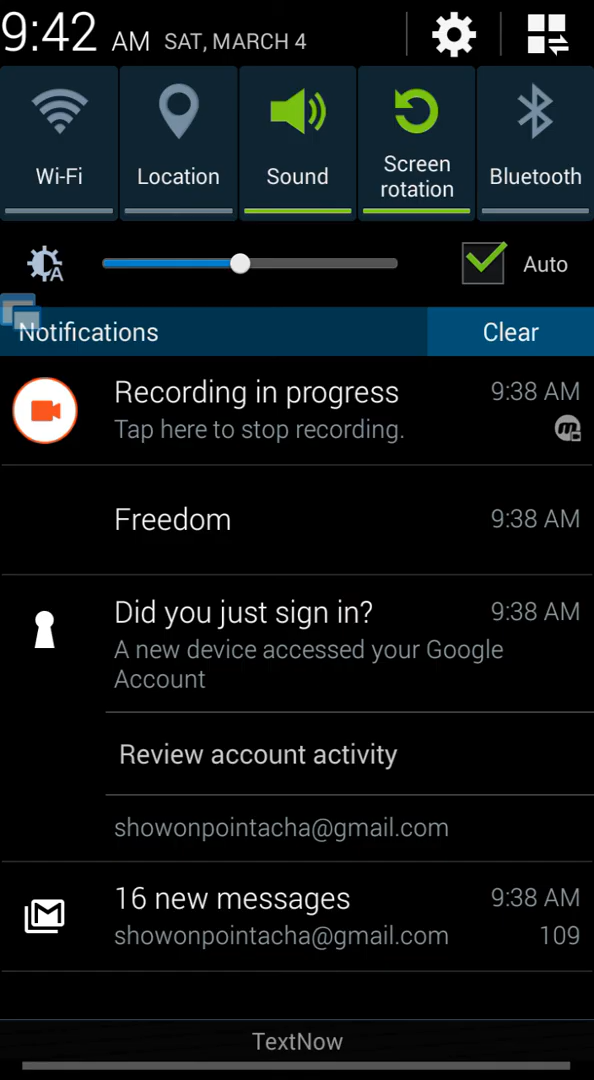 9:42 AM SAT, MARCH 4
Wi-Fi Location Sound Screen rotation Bluetooth
A Auto
Notifications Clear
Recording in progress 9:38 AM
Tap here to stop recording.
Freedom 9:38 AM
Did you just sign in? 9:38 AM
A new device accessed your Google
Account
Review account activity
showonpointacha@gmail.com
16 new messages 9:38 AM
showonpointacha@gmail.com 109
TextNow